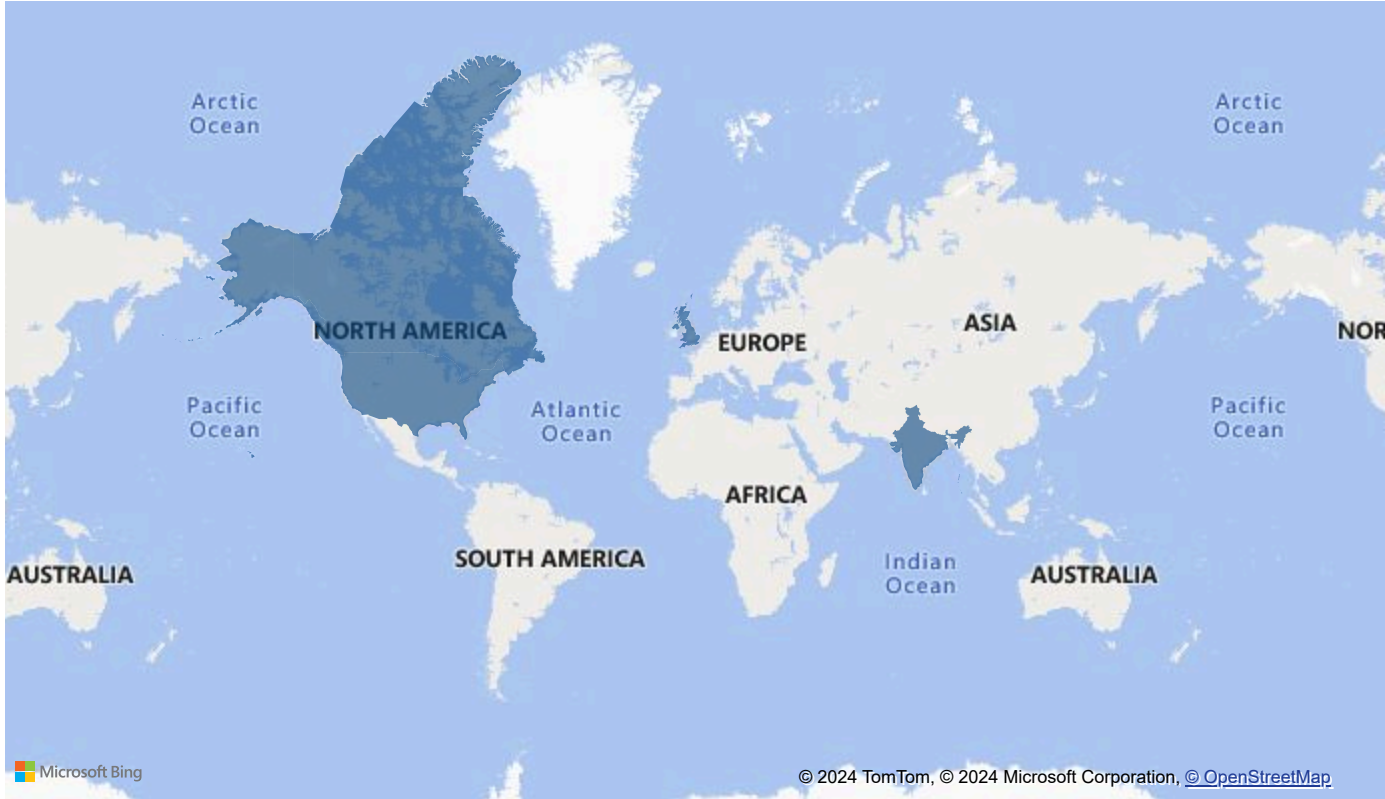 Arctic
Ocean
Arctic
Ocean
NORTH AMERICA
EUROPE
ASIA
NOR
Pacific
Ocean
Atlantic
Ocean
Pacific
Ocean
AFRICA
SOUTH AMERICA
Indian
Ocean
AUSTRALIA
AUSTRALIA
Microsoft Bing
© 2024 TomTom, © 2024 Microsoft Corporation, © OpenStreetMap